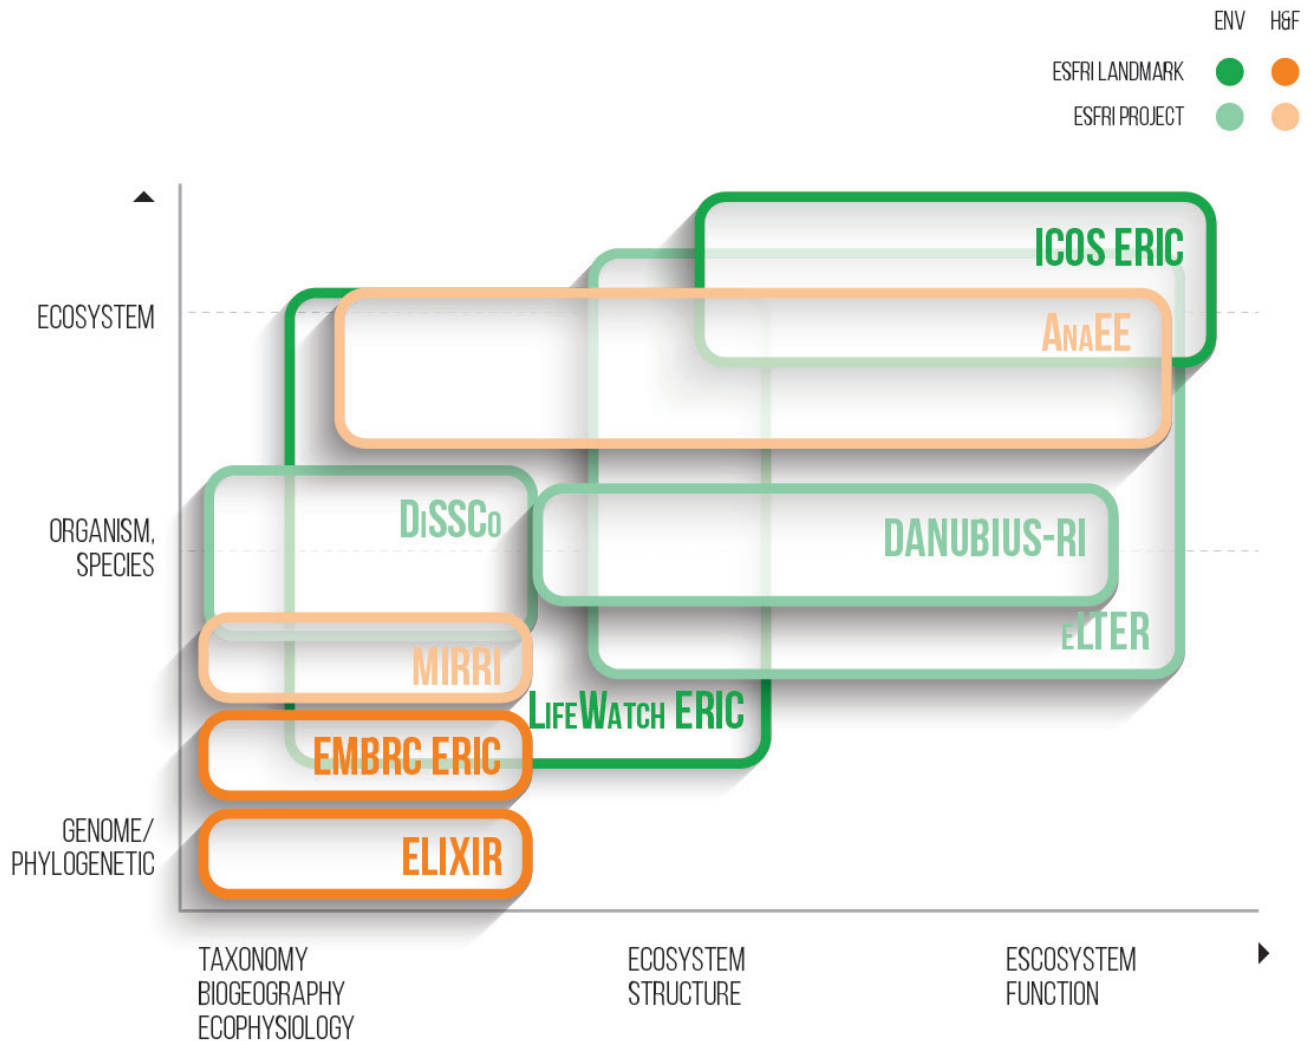 ENV H&F
ESFRI LANDMARK
ESFRI PROJECT
ICOS ERIC
ECOSYSTEM
AnaEE
DiSSCo
ORGANISM,
SPECIES
DANUBIUS-RI
eLTER
MIRRI
LifeWatch ERIC
EMBRC ERIC
GENOME/
PHYLOGENETIC
ELIXIR
TAXONOMY
BIOGEOGRAPHY
ECOPHYSIOLOGY
ECOSYSTEM
STRUCTURE
ESCOSYSTEM
FUNCTION